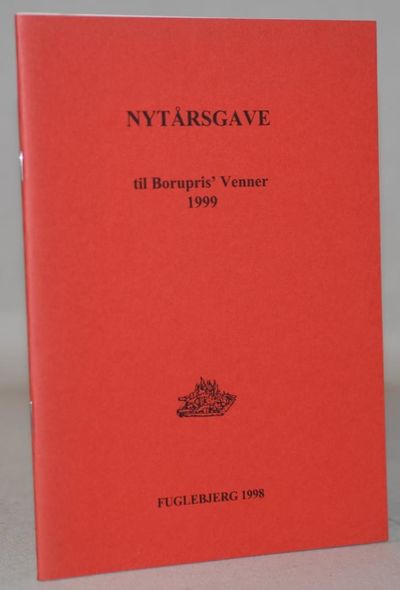 NYTÅRSGAVE
til Borupris' Venner
1999
FUGLEBJERG 1998